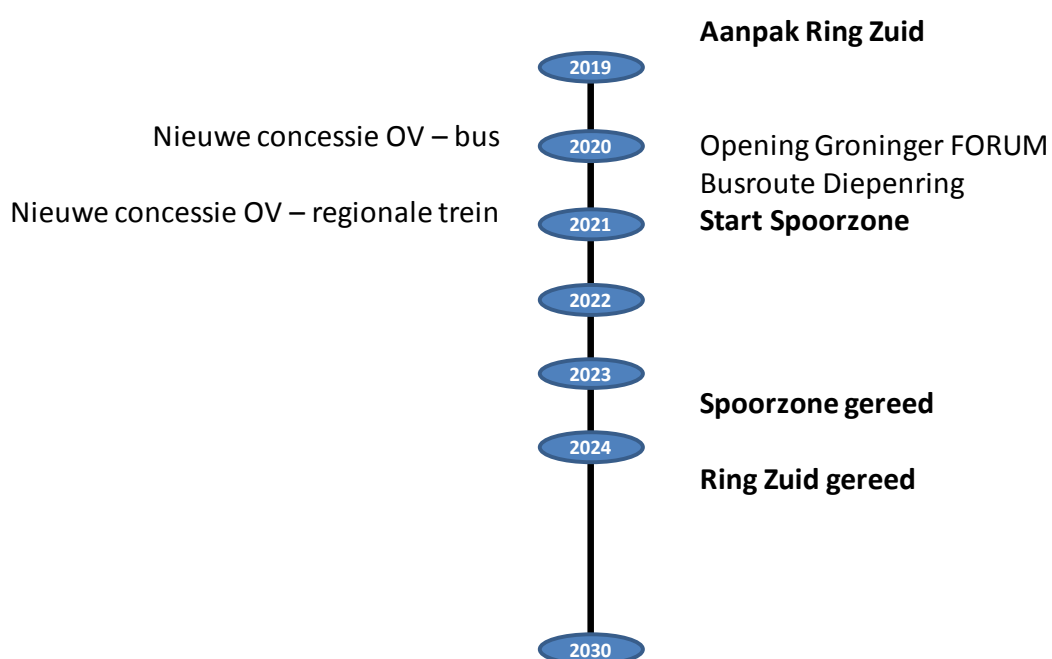 Aanpak Ring Zuid
2019
Nieuwe concessie OV – bus
2020
Opening Groninger FORUM
Busroute Diepenring
Nieuwe concessie OV – regionale trein
2021
Start Spoorzone
2022
2023
Spoorzone gereed
2024
Ring Zuid gereed
2030